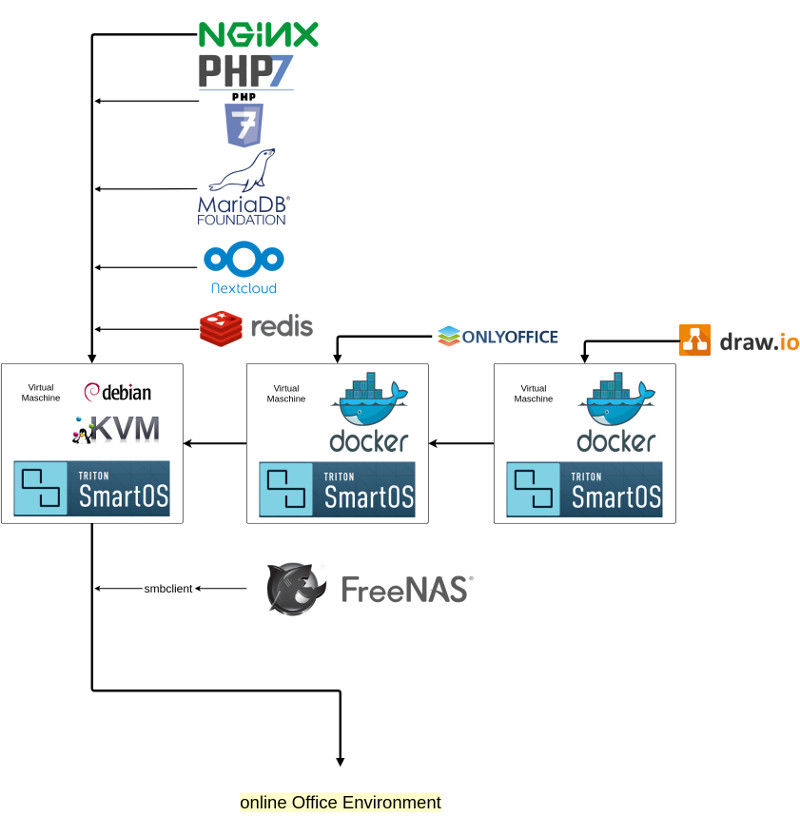 NGiNX
PHP7
PHP
7
MariaDB®
FOUNDATION
Nextcloud
redis
ONLYOFFICE
draw.io
Virtual
Maschine
debian
KVM
TRITON
SmartOS
Virtual
Maschine
docker
TRITON
SmartOS
Virtual
Maschine
docker
TRITON
SmartOS
smbclient
FreeNAS®
online Office Environment